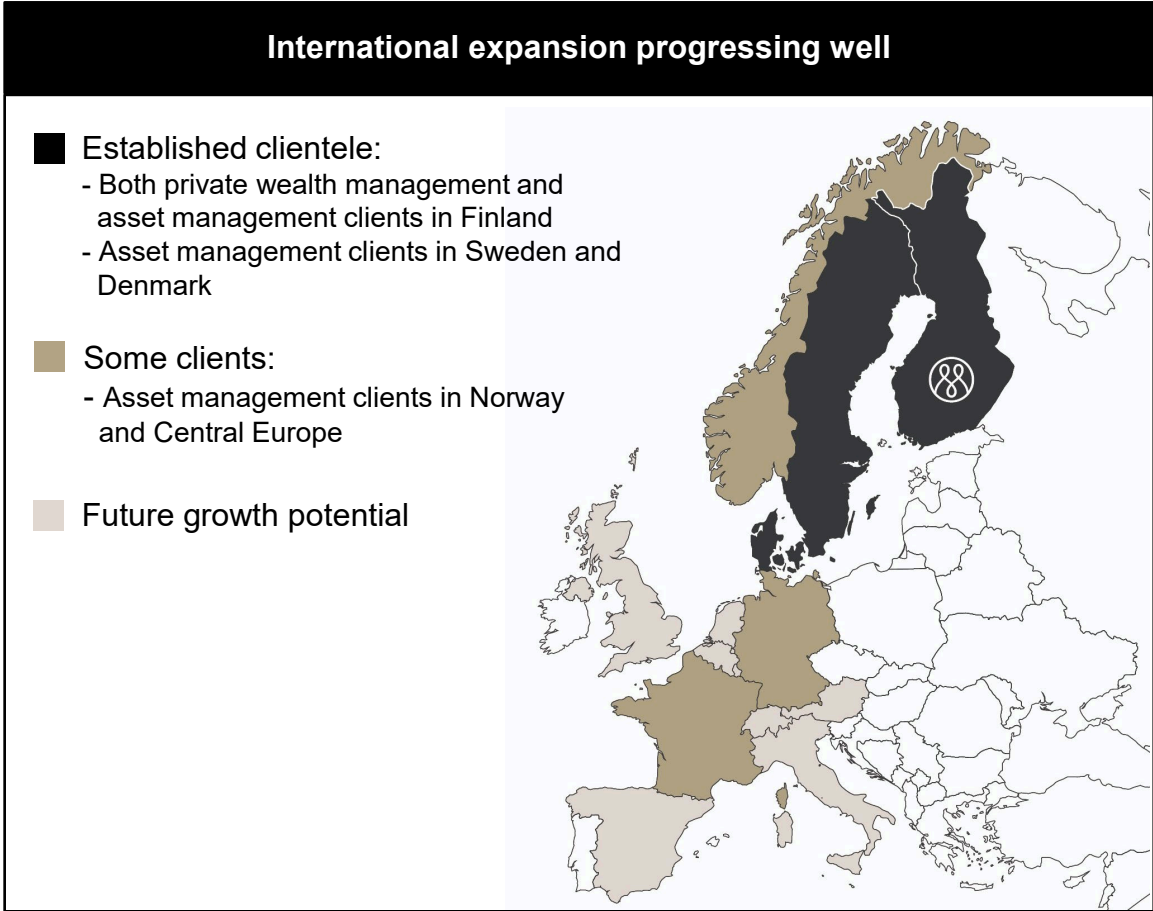 International expansion progressing well
Established clientele:
- Both private wealth management and
asset management clients in Finland
- Asset management clients in Sweden and
Denmark
Some clients:
- Asset management clients in Norway
and Central Europe
Future growth potential